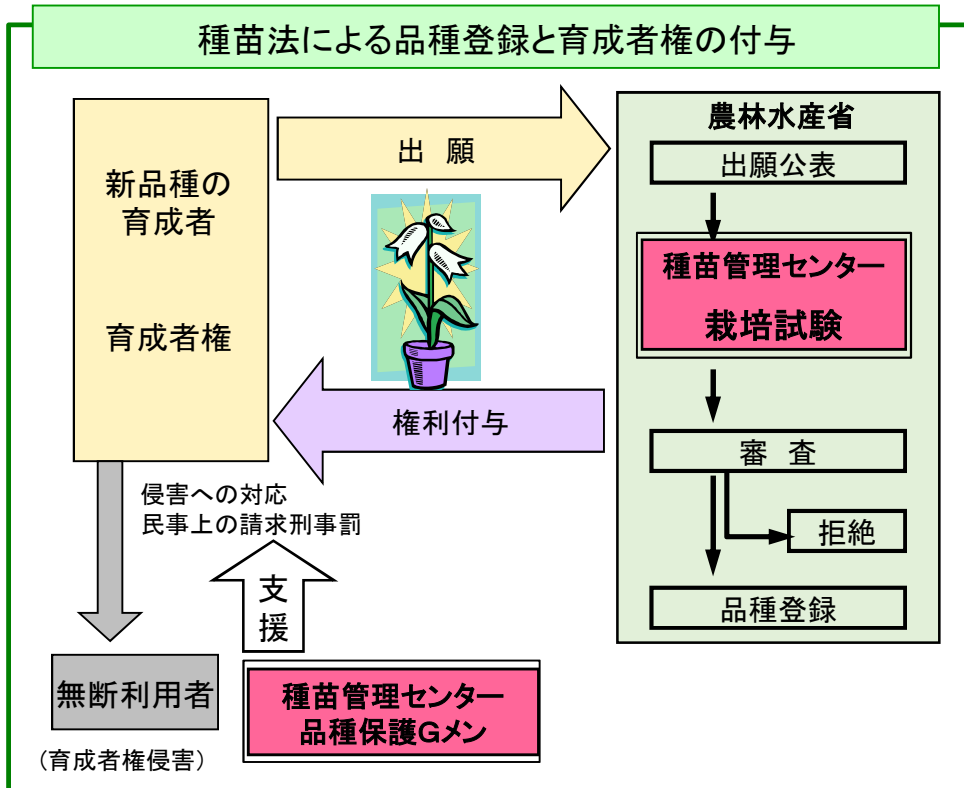 種苗法による品種登録と育成者権の付与
新品種の
育成者
育成者権
出 願
権利付与
農林水産省
出願公表
種苗管理センター
栽培試験
審 査
拒絶
品種登録
侵害への対応
民事上の請求刑事罰
支
援
無断利用者
(育成者権侵害)
種苗管理センター
品種保護Gメン